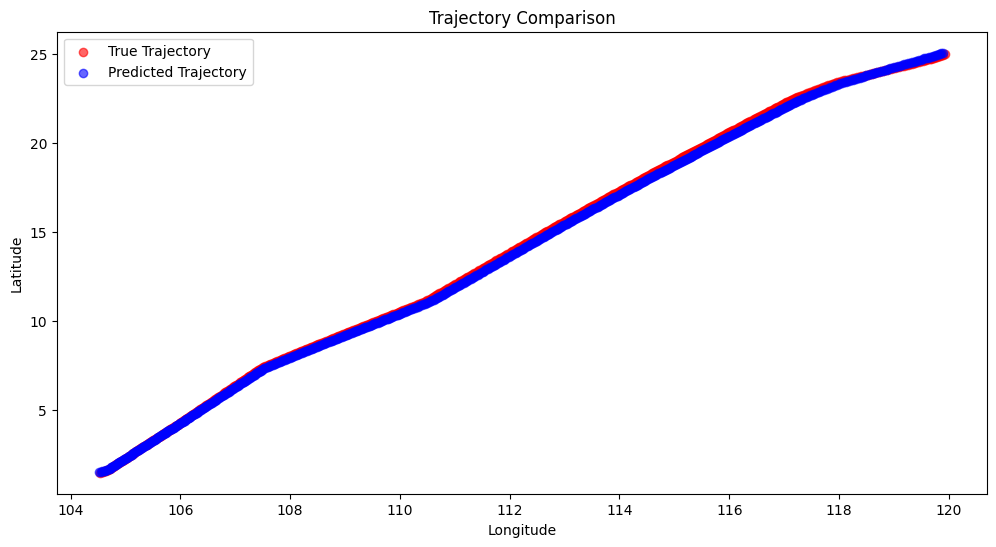 Trajectory Comparison
True Trajectory
Predicted Trajectory
25
20
15
10
5
Latitude
104 106 108 110 112 114 116 118 120
Longitude